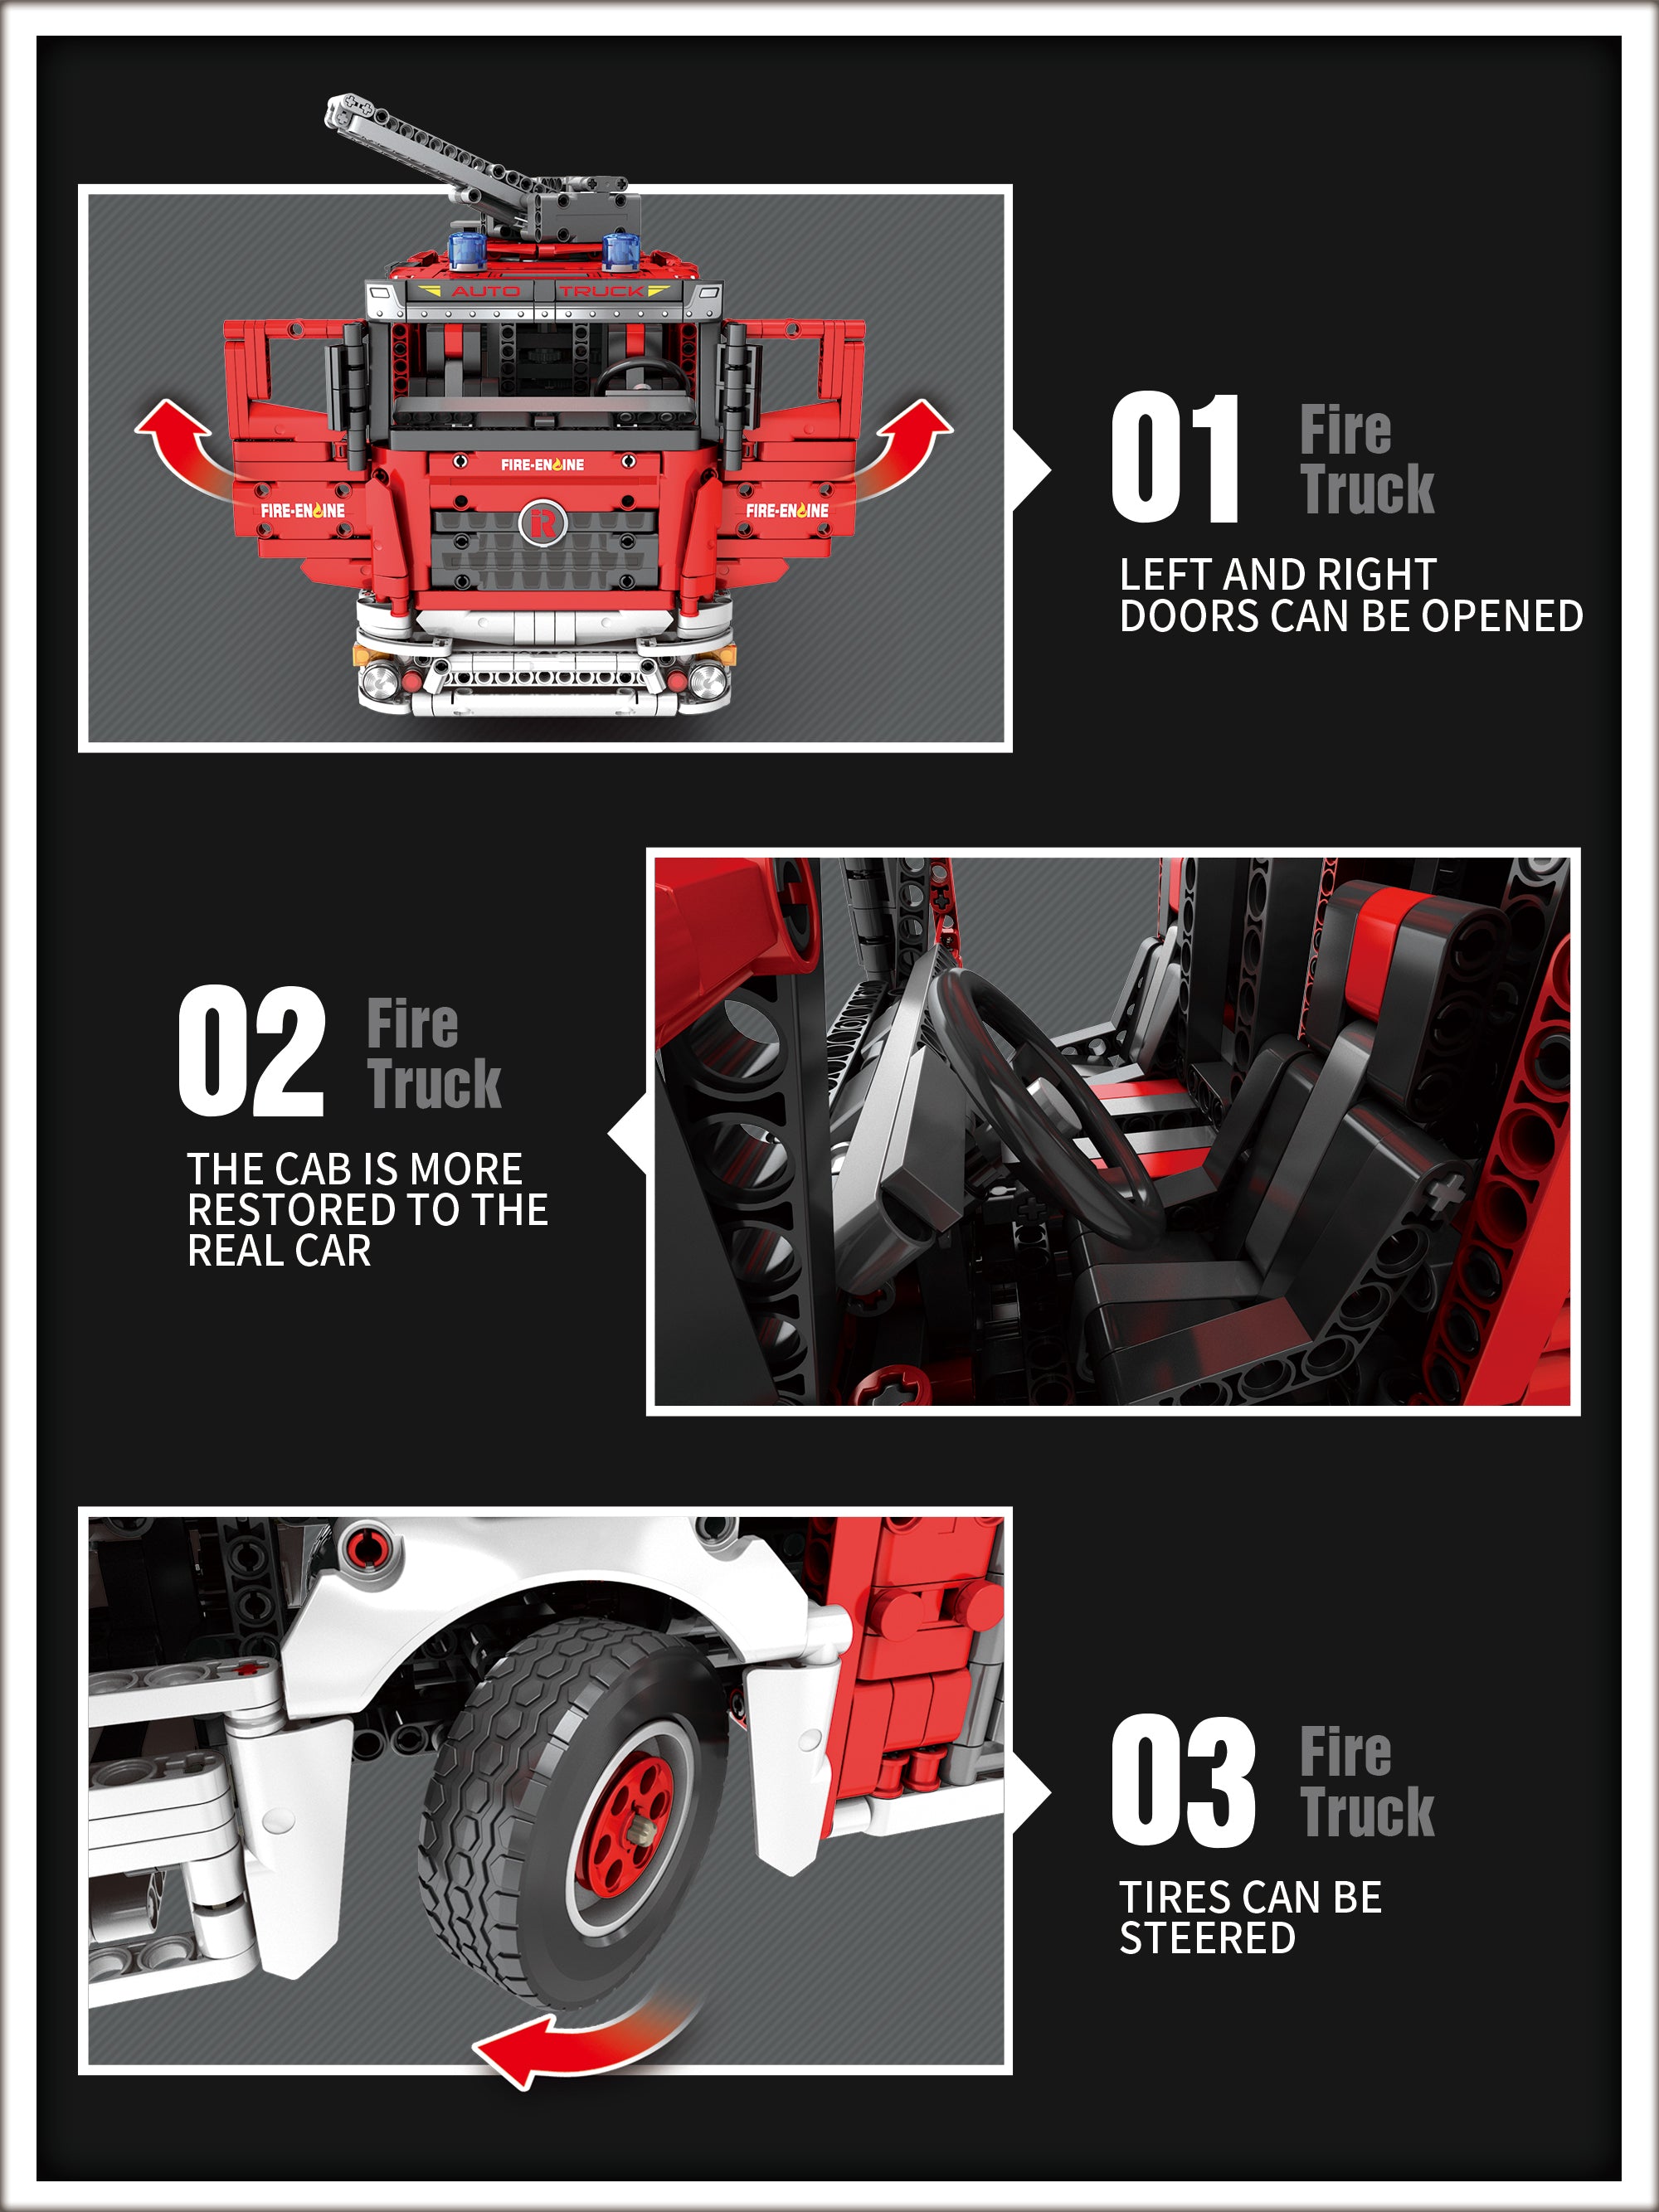 AUTO TRUCK
FIRE-ENGINE
FIRE-ENGINE
FIRE-ENGINE
R
01
Fire
Truck
LEFT AND RIGHT
DOORS CAN BE OPENED
02
Fire
Truck
THE CAB IS MORE
RESTORED TO THE
REAL CAR
03
Fire
Truck
TIRES CAN BE
STEERED